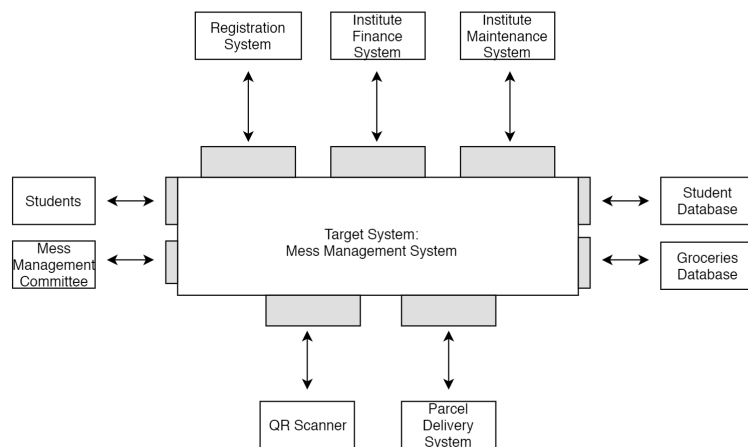 Registration
System
Institute
Finance
System
Institute
Maintenance
System
Students
Mess
Management
Committee
Target System:
Mess Management System
Student
Database
Groceries
Database
QR Scanner
Parcel
Delivery
System